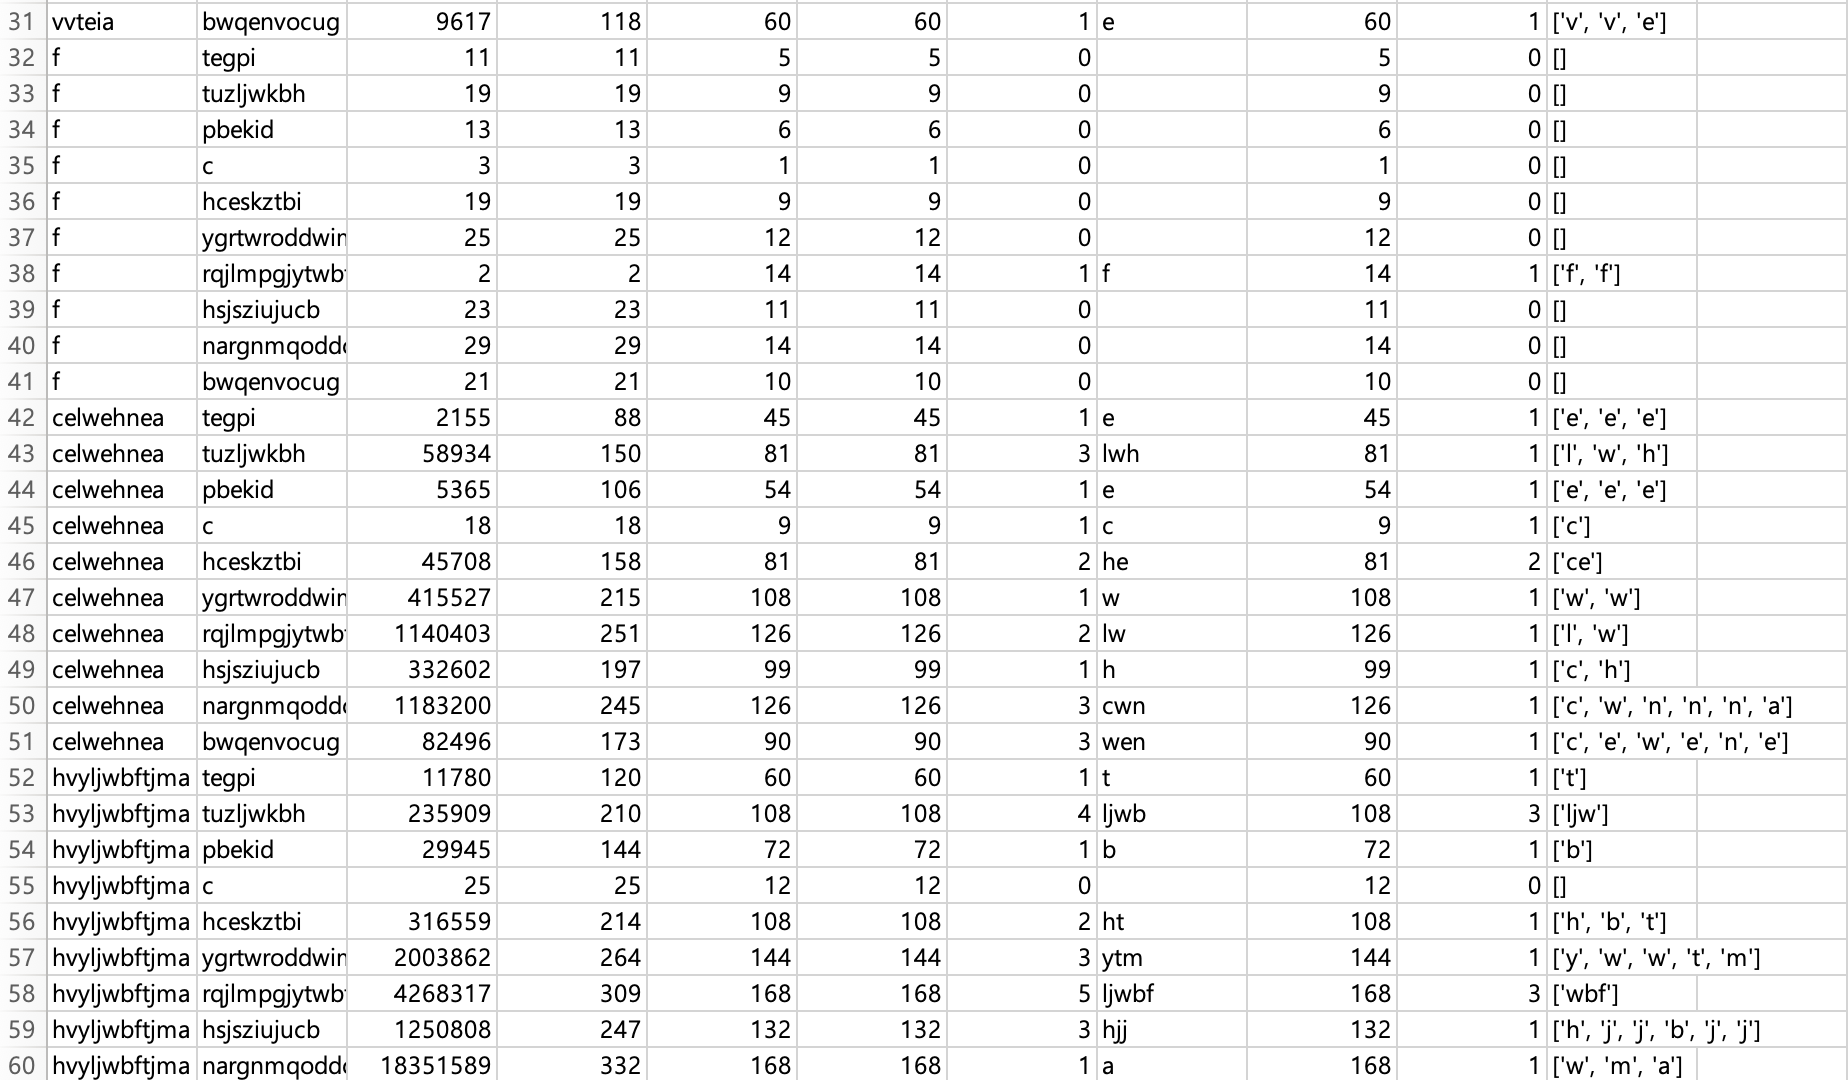 31 vvteia bwqenvocug 9617 118 60 60 1 e 60 1 ['v', 'v', 'e']
32 f tegpi 11 11 5 5 0 5 0 []
33 f tuzljwkbh 19 19 9 9 0 9 0 []
34 f pbekid 13 13 6 6 0 6 0 []
35 f c 3 3 1 1 0 1 0 []
36 f hceskztbi 19 19 9 9 0 9 0 []
37 f ygrtwroddwin 25 25 12 12 0 12 0 []
38 f rqjlmpgjytwbf 2 2 14 14 1 f 14 1 ['f', 'f']
39 f hsjsziujucb 23 23 11 11 0 11 0 []
40 f nargnmqoddo 29 29 14 14 0 14 0 []
41 f bwqenvocug 21 21 10 10 0 10 0 []
42 celwehnea tegpi 2155 88 45 45 1 e 45 1 ['e', 'e', 'e']
43 celwehnea tuzljwkbh 58934 150 81 81 3 lwh 81 1 ['l', 'w', 'h']
44 celwehnea pbekid 5365 106 54 54 1 e 54 1 ['e', 'e', 'e']
45 celwehnea c 18 18 9 9 1 c 9 1 ['c']
46 celwehnea hceskztbi 45708 158 81 81 2 he 81 2 ['ce']
47 celwehnea ygrtwroddwin 415527 215 108 108 1 w 108 1 ['w', 'w']
48 celwehnea rqjlmpgjytwbf 1140403 251 126 126 2 lw 126 1 ['l', 'w']
49 celwehnea hsjsziujucb 332602 197 99 99 1 h 99 1 ['c', 'h']
50 celwehnea nargnmqoddo 1183200 245 126 126 3 cwn 126 1 ['c', 'w', 'n', 'n', 'n', 'a']
51 celwehnea bwqenvocug 82496 173 90 90 3 wen 90 1 ['c', 'e', 'w', 'e', 'n', 'e']
52 hvyljwbftjma tegpi 11780 120 60 60 1 t 60 1 ['t']
53 hvyljwbftjma tuzljwkbh 235909 210 108 108 4 ljwb 108 3 ['ljw']
54 hvyljwbftjma pbekid 29945 144 72 72 1 b 72 1 ['b']
55 hvyljwbftjma c 25 25 12 12 0 12 0 []
56 hvyljwbftjma hceskztbi 316559 214 108 108 2 ht 108 1 ['h', 'b', 't']
57 hvyljwbftjma ygrtwroddwin 2003862 264 144 144 3 ytm 144 1 ['y', 'w', 'w', 't', 'm']
58 hvyljwbftjma rqjlmpgjytwbf 4268317 309 168 168 5 ljwbf 168 3 ['wbf']
59 hvyljwbftjma hsjsziujucb 1250808 247 132 132 3 hjj 132 1 ['h', 'j', 'j', 'b', 'j', 'j']
60 hvyljwbftjma nargnmqoddo 18351589 332 168 168 1 a 168 1 ['w', 'm', 'a']